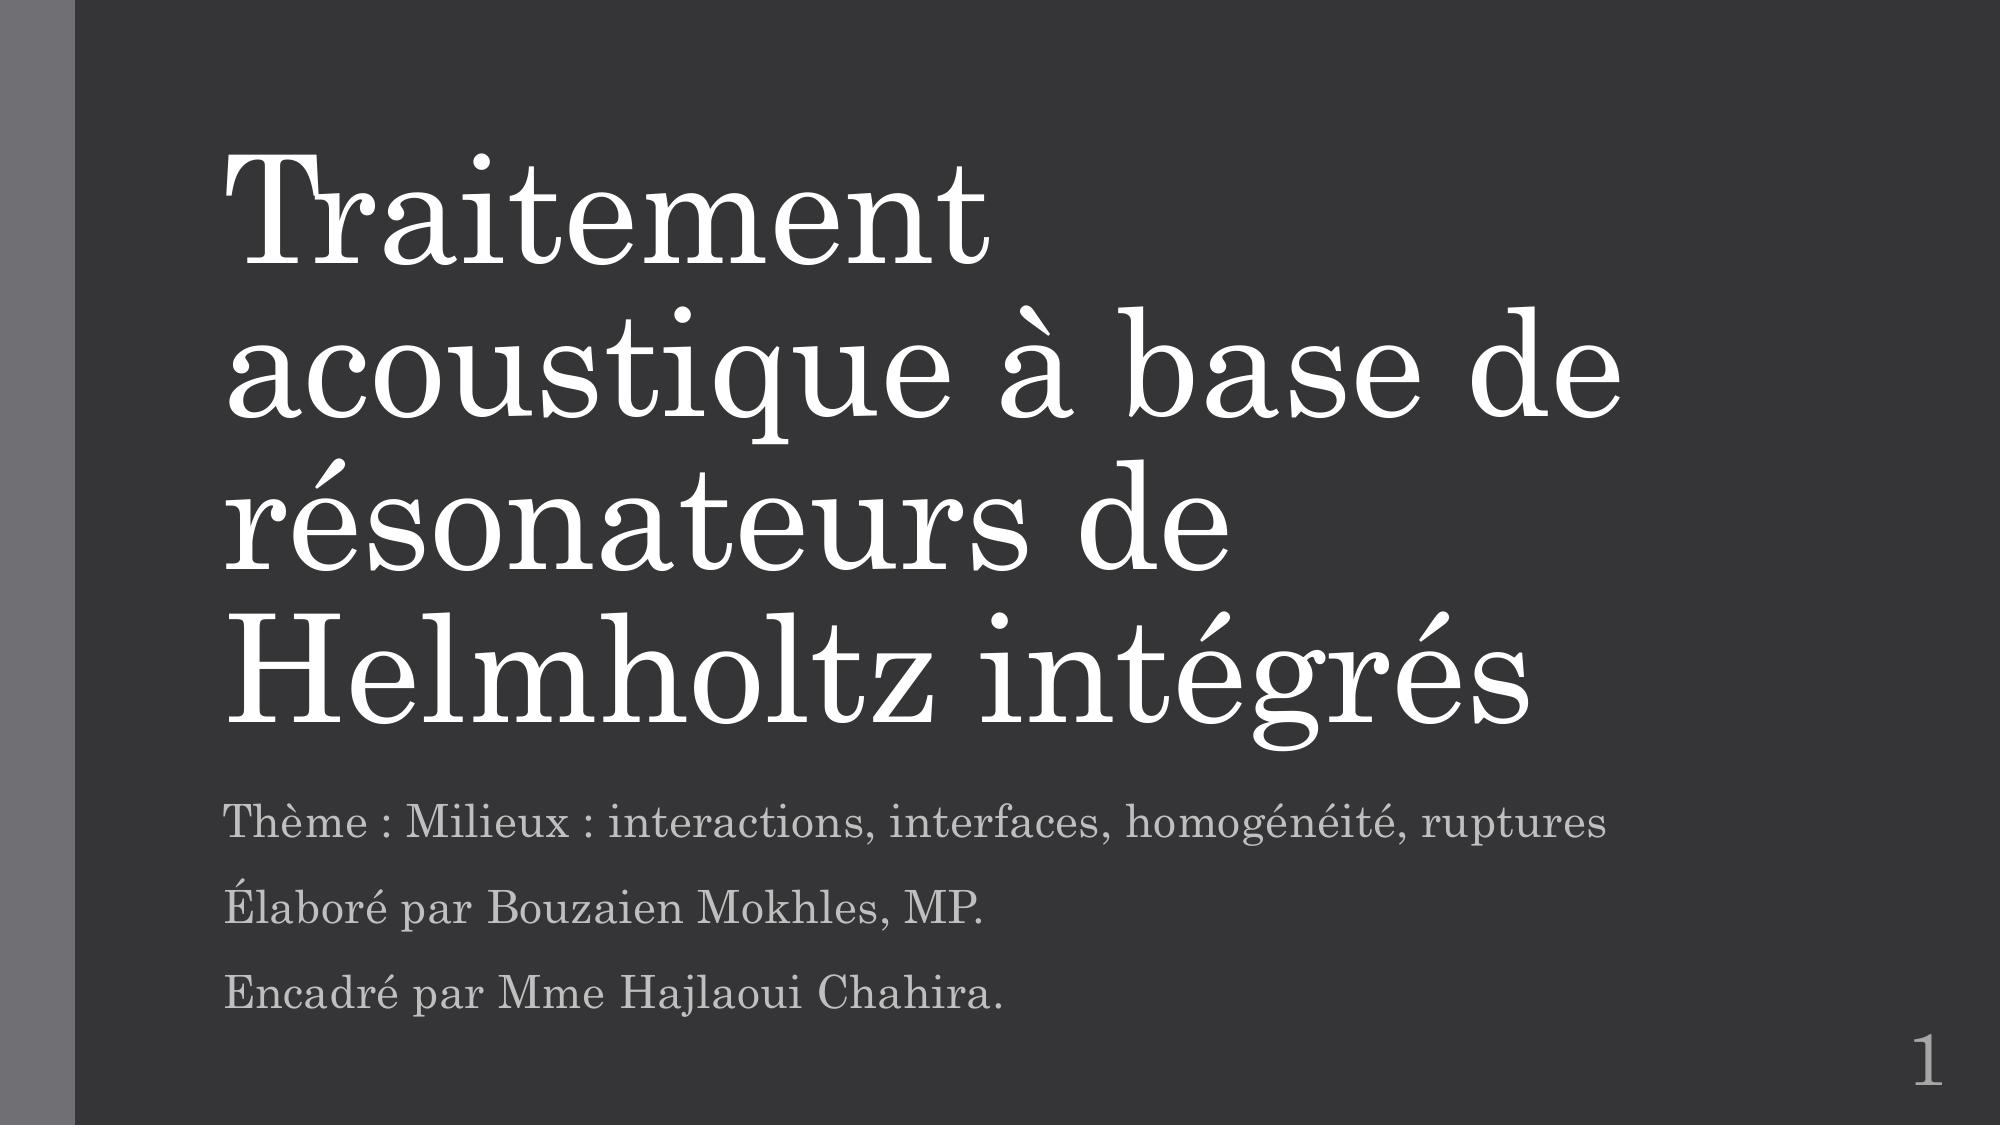 Traitement
acoustique à base de
résonateurs de
Helmholtz intégrés
Thème : Milieux : interactions, interfaces, homogénéité, ruptures
Élaboré par Bouzaien Mokhles, MP.
Encadré par Mme Hajlaoui Chahira.
1